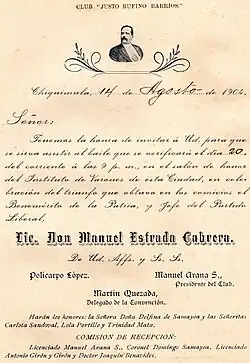 CLUB "JUSTO RUFINO BARRIOS."
Chiquimula, 14 de Agosto de 1904.
Señor:
Tenemos la honra de invitar á Ud. para que
se sirva asistir al baile que se verificará el dia 20
del corriente á las 9 p. m., en el salón de honor
del Instituto de Varones de esta Ciudad, en cele-
bración del triunfo que obtuvo en los comicios el
Benemérito de la Patria, y Jefe del Partido
Liberal,
Lic. Don Manuel Estrada Cabrera.
De Ud. Affs. y S. S.
Policarpo López. Manuel Arana S.,
Presidente del Club.
Martín Quezada,
Delegado de la Convención.
Harán los honores: la Señora Doña Delfina de Samayoa y las Señoritas
Carlota Sandoval, Lola Portillo y Trinidad Mata.
COMISION DE RECEPCION:
Licenciado Manuel Arana S., Coronel Domingo Samayoa, Licenciado
Antonio Girón y Girón y Doctor Joaquín Benavides.